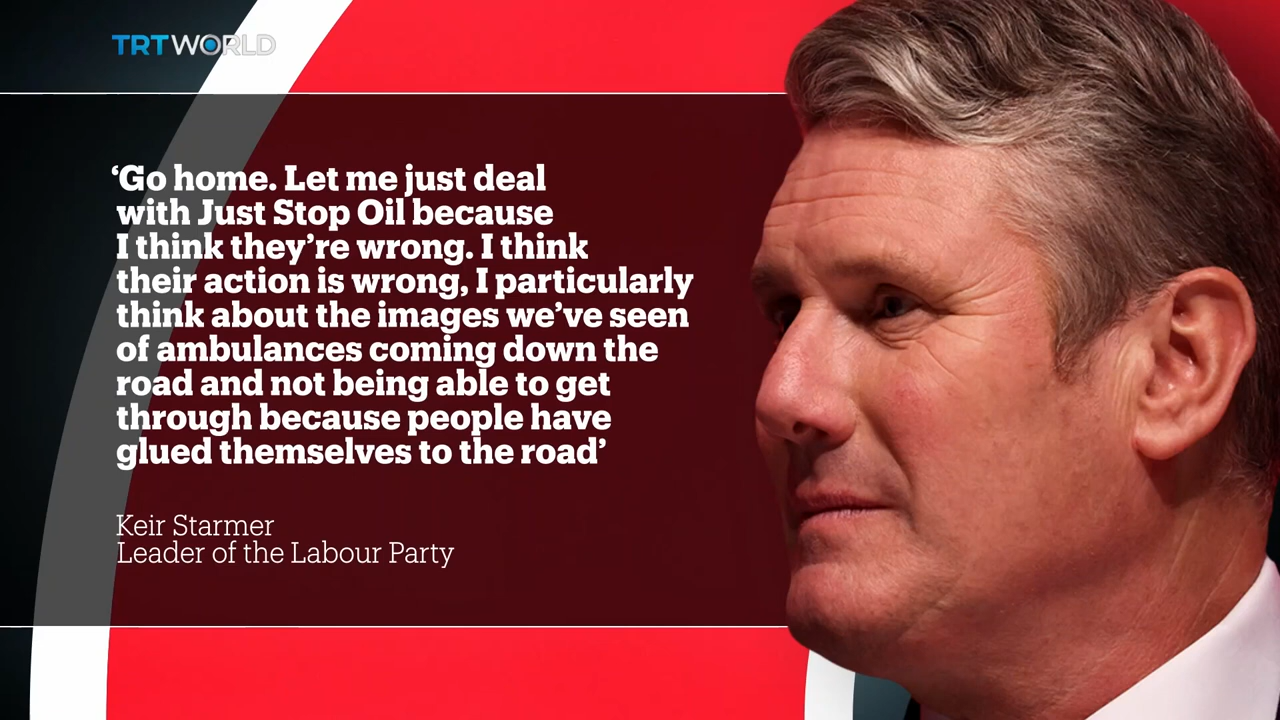 TRT WORLD
‘Go home. Let me just deal
with Just Stop Oil because
I think they’re wrong. I think
their action is wrong, I particularly
think about the images we’ve seen
of ambulances coming down the
road and not being able to get
through because people have
glued themselves to the road’
Keir Starmer
Leader of the Labour Party